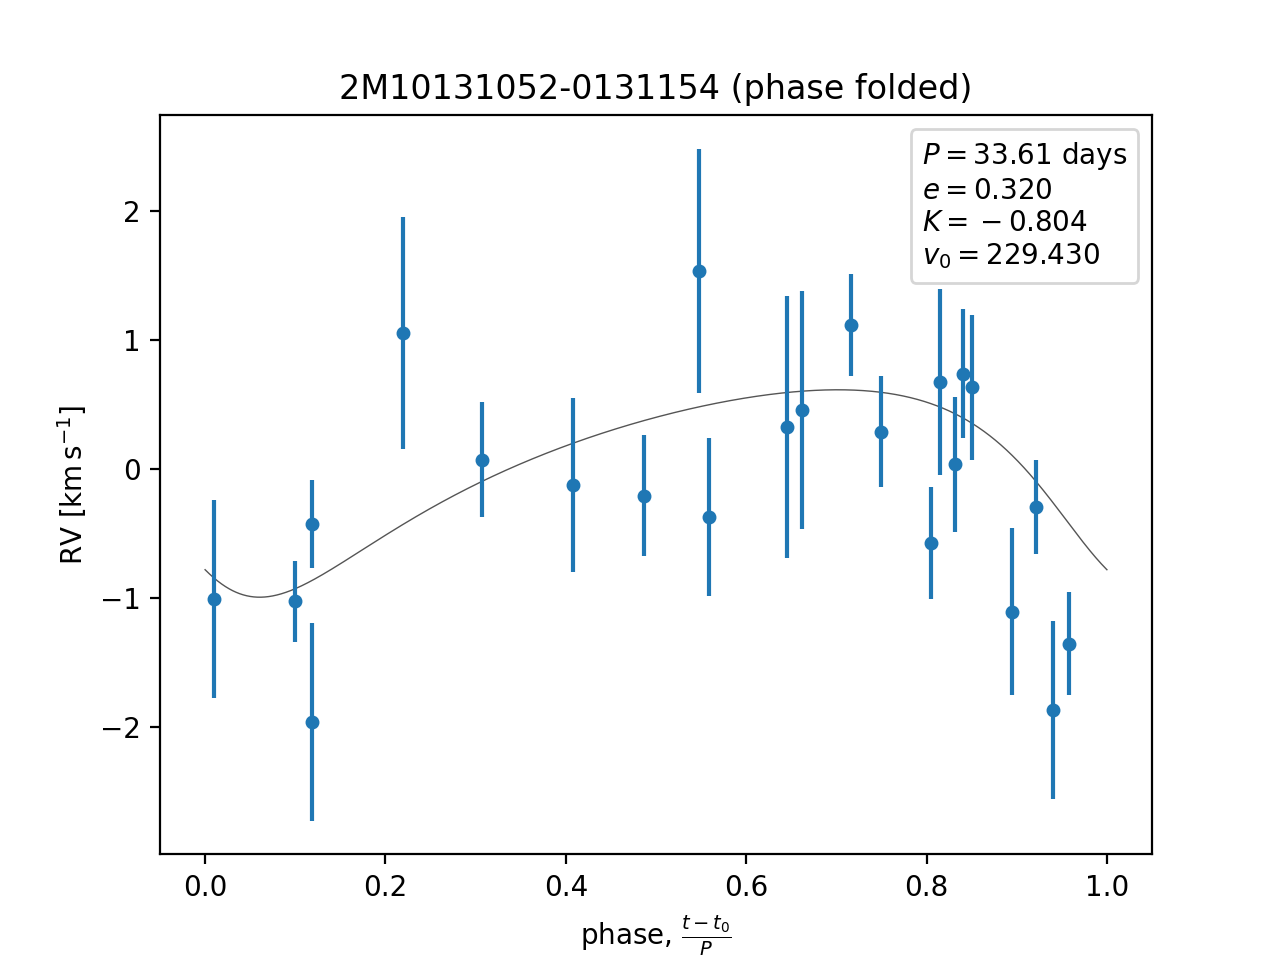 2M10131052-0131154 (phase folded)
P = 33.61 days
e = 0.320
K = − 0.804
v₀ = 229.430
RV [km s⁻¹]
2
1
0
−1
−2
0.0 0.2 0.4 0.6 0.8 1.0
phase, (t − t₀)/P